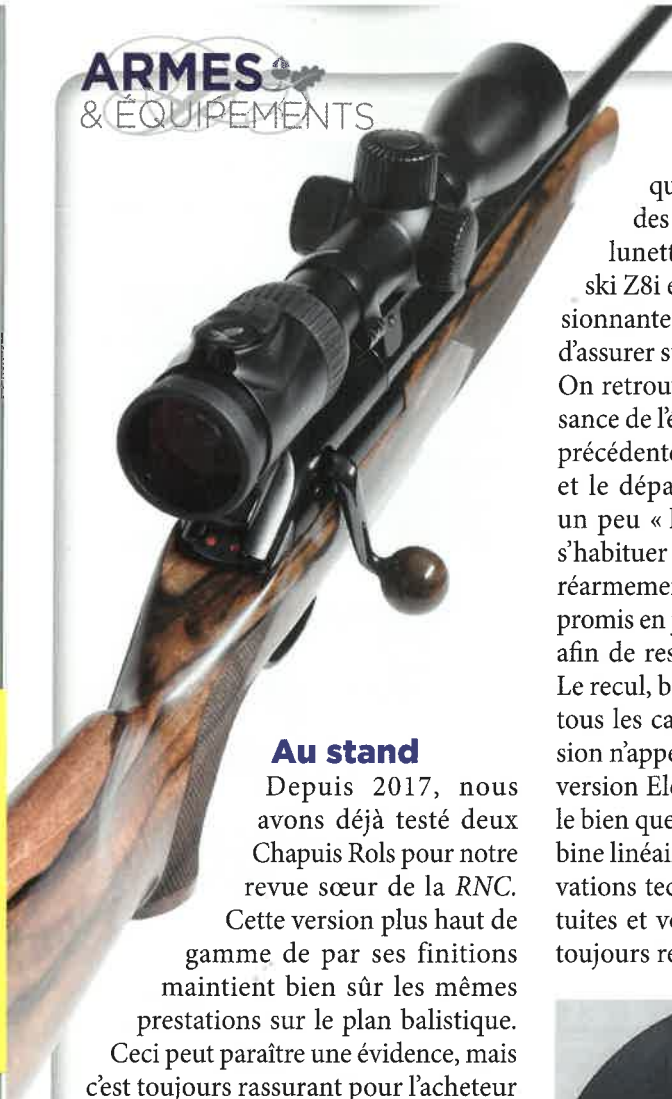 ARMES
& ÉQUIPEMENTS
Au stand
Depuis 2017, nous
avons déjà testé deux
Chapuis Rols pour notre
revue sœur de la RNC.
Cette version plus haut de
gamme de par ses finitions
maintient bien sûr les mêmes
prestations sur le plan balistique.
Ceci peut paraître une évidence, mais
c'est toujours rassurant pour l'acheteur
qu
des
lunett
ski Z8i e
sionnante
d'assurer s
On retrou
sance de l'é
précédente
et le dépa
un peu «
s'habituer
réarmemen
promis en
afin de res
Le recul, b
tous les ca
sion n'appe
version Ele
le bien que
bine linéai
vations tec
tuites et v
toujours re